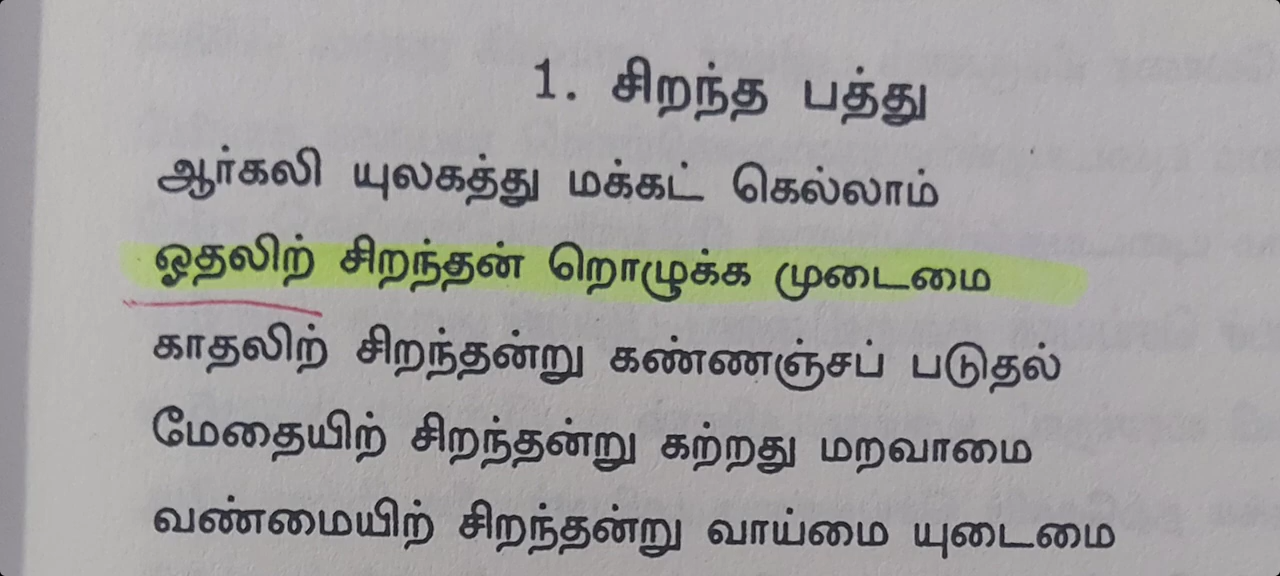 1. சிறந்த பத்து
ஆர்கலி யுலகத்து மக்கட் கெல்லாம்
ஓதலிற் சிறந்தன் றொழுக்க முடைமை
காதலிற் சிறந்தன்று கண்ணஞ்சப் படுதல்
மேதையிற் சிறந்தன்று கற்றது மறவாமை
வண்மையிற் சிறந்தன்று வாய்மை யுடைமை